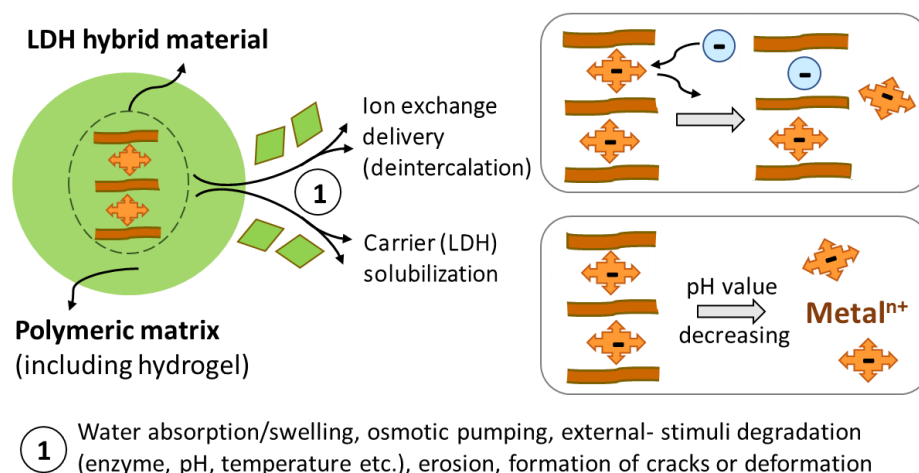 LDH hybrid material
Ion exchange
delivery
(deintercalation)
1
Carrier (LDH)
solubilization
Polymeric matrix
(including hydrogel)
-
-
-
-
-
-
-
-
-
pH value
decreasing
-
-
-
Metalⁿ⁺
-
1
Water absorption/swelling, osmotic pumping, external- stimuli degradation
(enzyme, pH, temperature etc.), erosion, formation of cracks or deformation